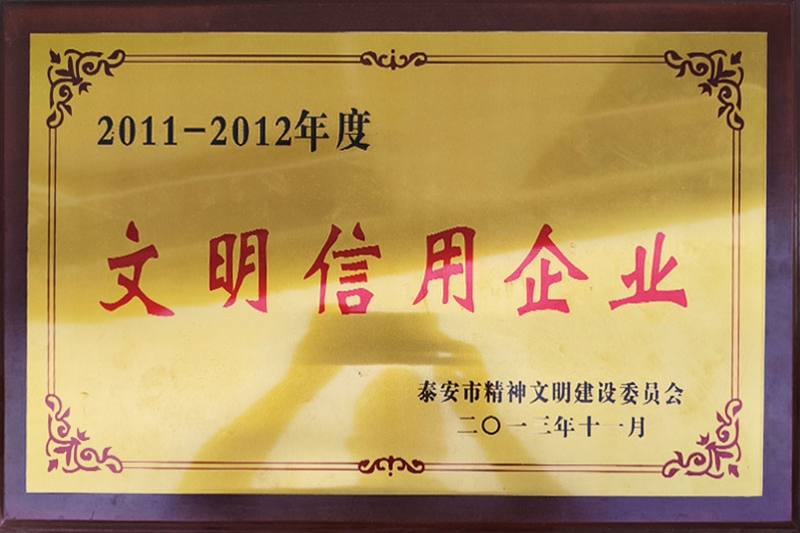 2011-2012年度
文明信用企业
泰安市精神文明建设委员会
二〇一三年十一月